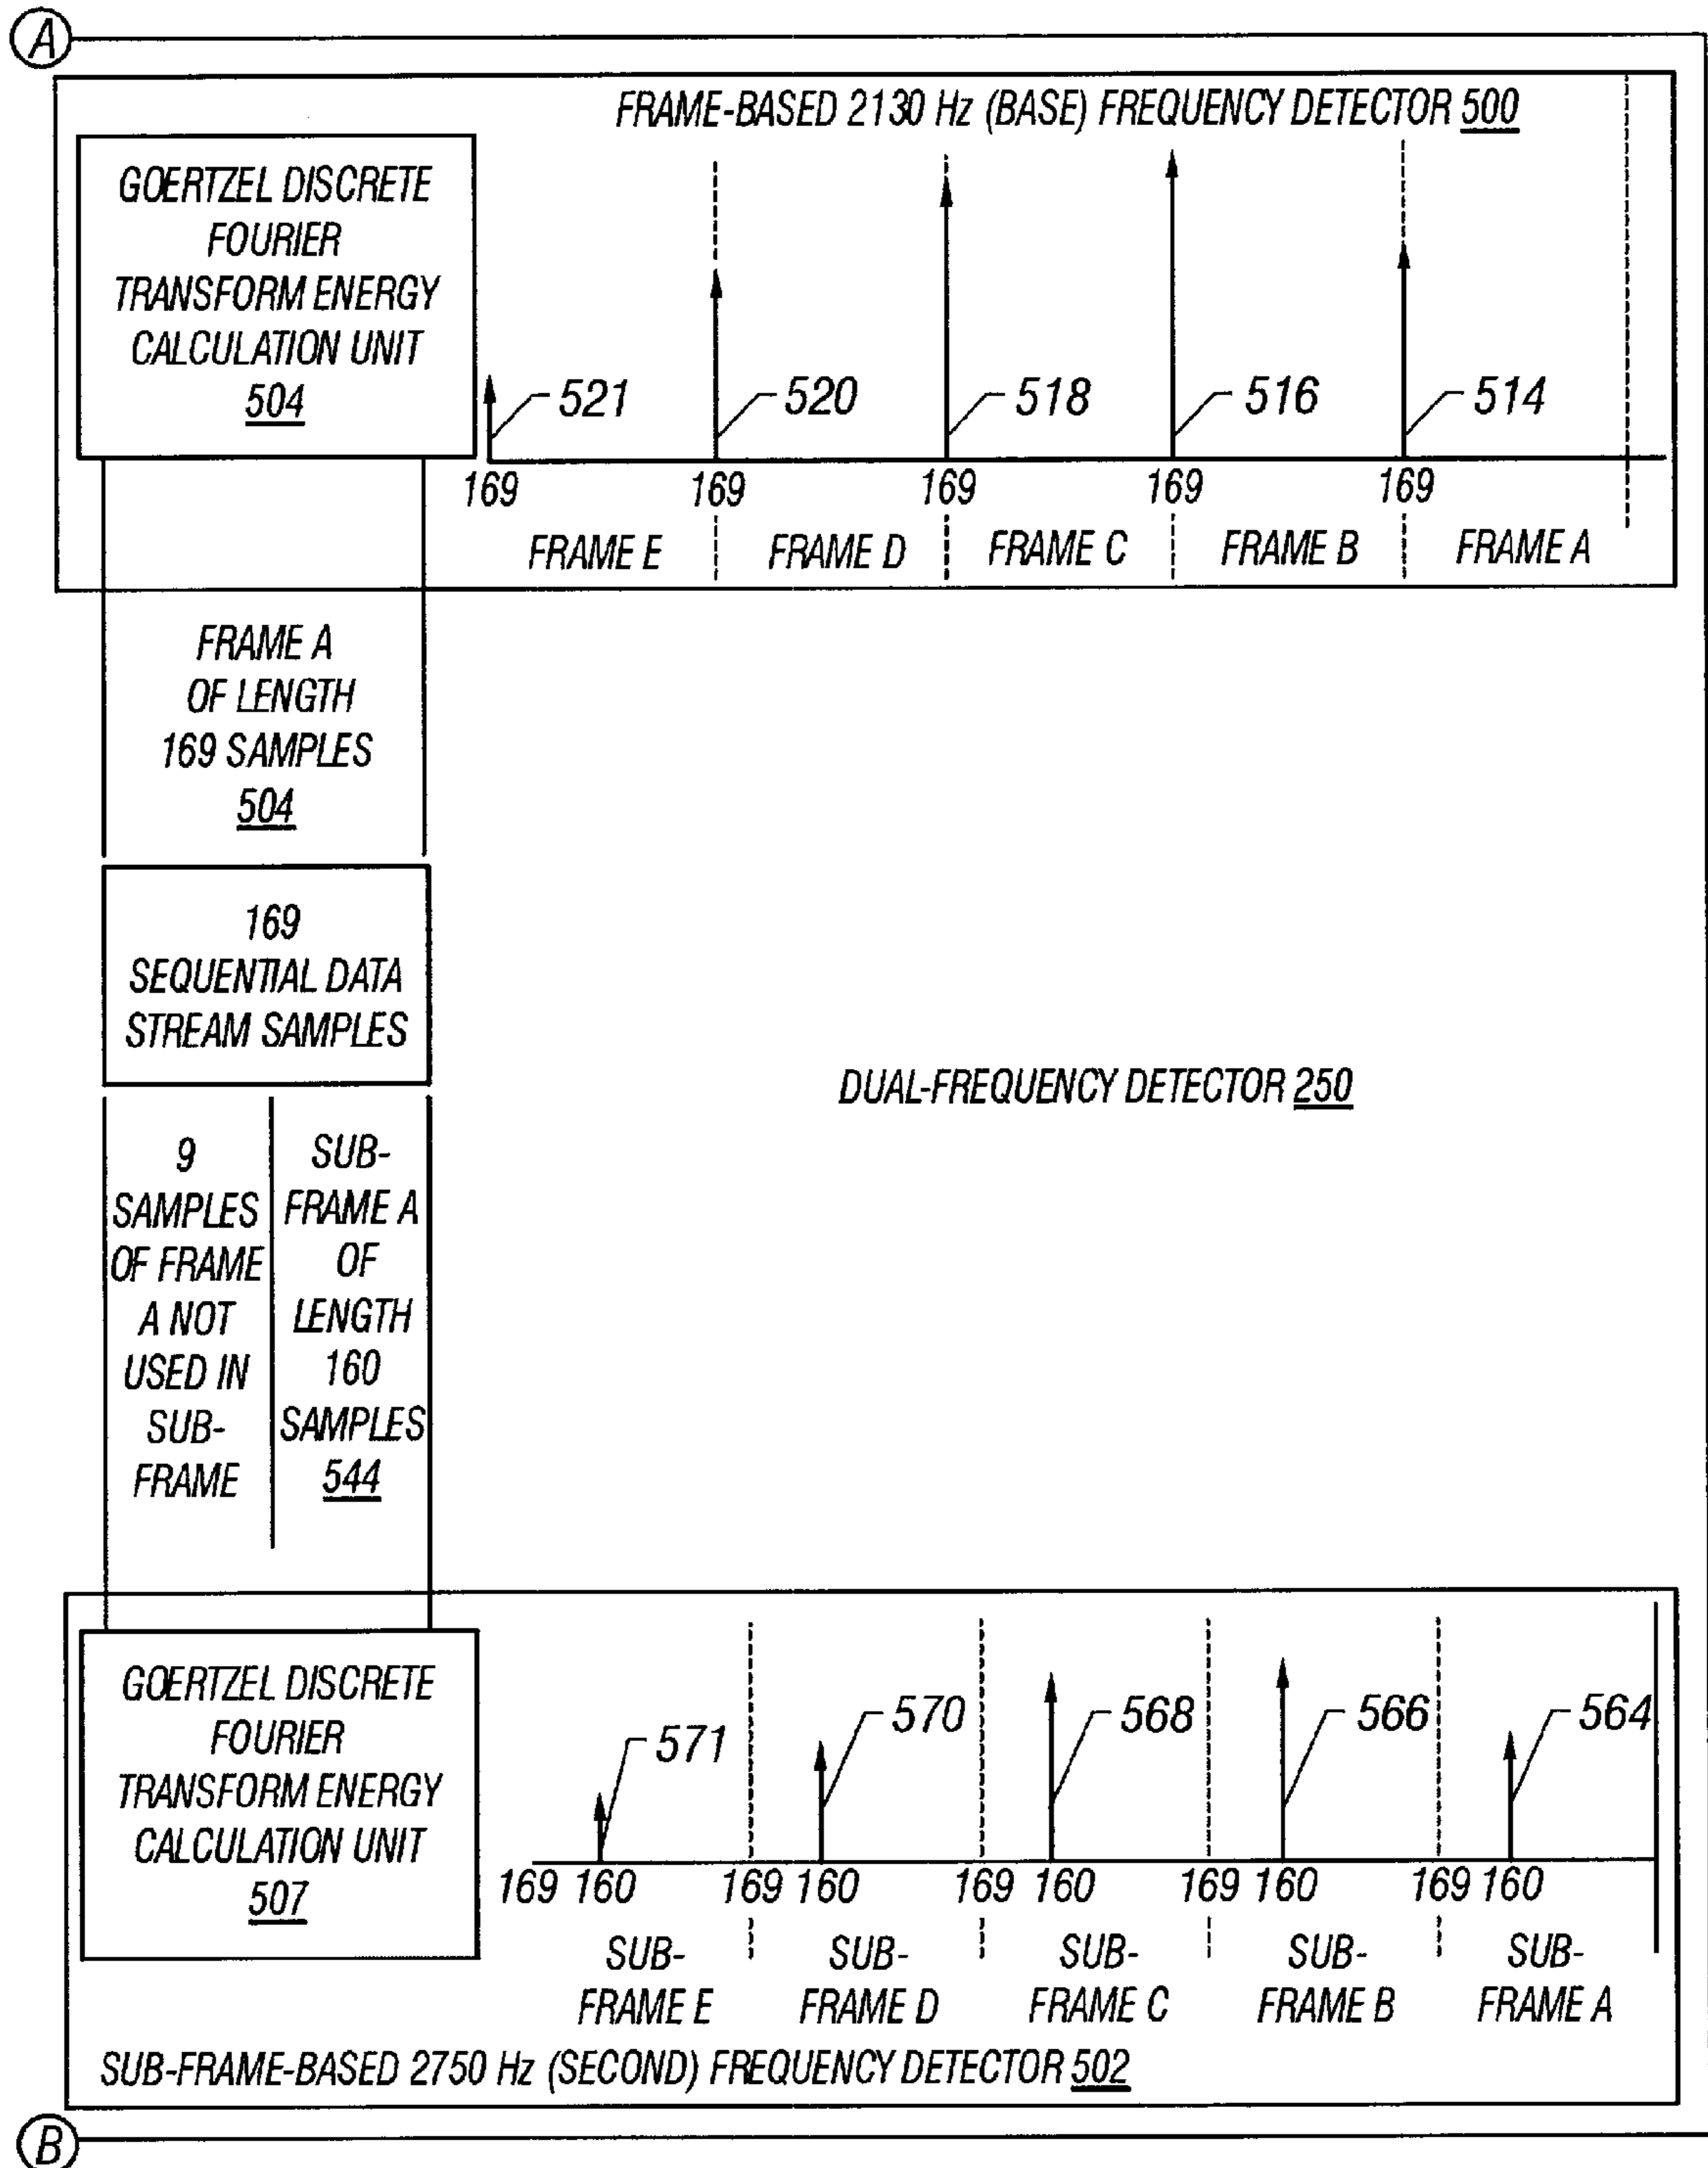 A
FRAME-BASED 2130 Hz (BASE) FREQUENCY DETECTOR 500
GOERTZEL DISCRETE
FOURIER
TRANSFORM ENERGY
CALCULATION UNIT
504
521
520
518
516
514
169
169
169
169
169
FRAME E
FRAME D
FRAME C
FRAME B
FRAME A
FRAME A
OF LENGTH
169 SAMPLES
504
169
SEQUENTIAL DATA
STREAM SAMPLES
DUAL-FREQUENCY DETECTOR 250
9
SAMPLES
OF FRAME
A NOT
USED IN
SUB-
FRAME
SUB-
FRAME A
OF
LENGTH
160
SAMPLES
544
GOERTZEL DISCRETE
FOURIER
TRANSFORM ENERGY
CALCULATION UNIT
507
571
570
568
566
564
169 160
169 160
169 160
169 160
169 160
SUB-
FRAME E
SUB-
FRAME D
SUB-
FRAME C
SUB-
FRAME B
SUB-
FRAME A
SUB-FRAME-BASED 2750 Hz (SECOND) FREQUENCY DETECTOR 502
B